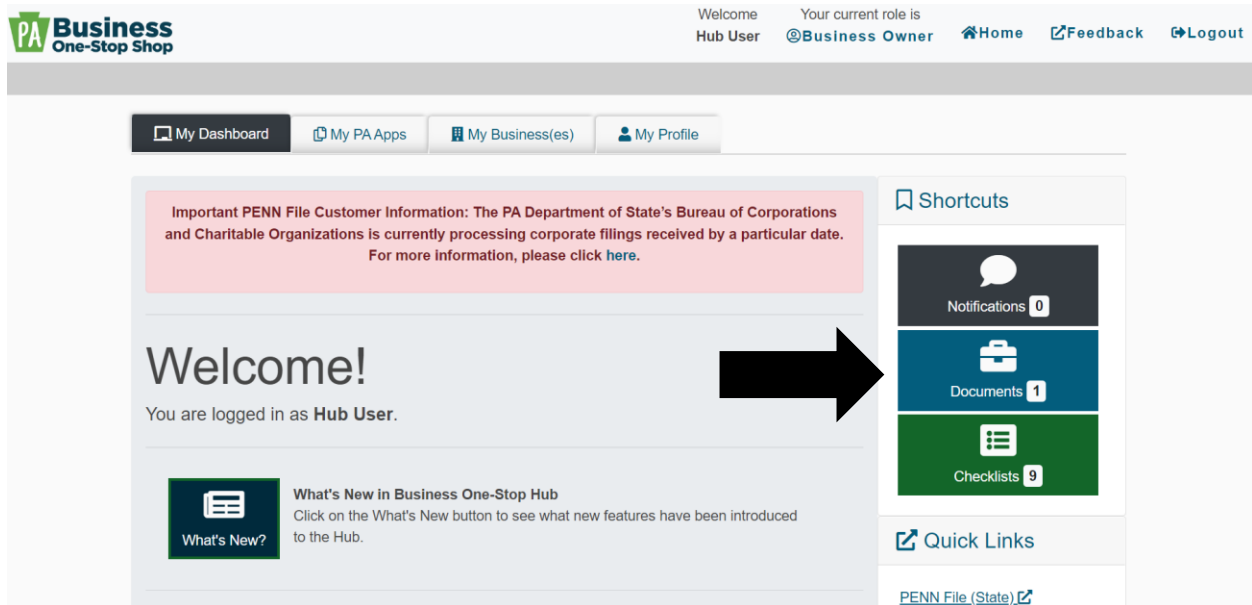 PA Business
One-Stop Shop
Welcome
Hub User
Your current role is
Business Owner
Home
Feedback
Logout
My Dashboard
My PA Apps
My Business(es)
My Profile
Important PENN File Customer Information: The PA Department of State's Bureau of Corporations
and Charitable Organizations is currently processing corporate filings received by a particular date.
For more information, please click here.
Welcome!
You are logged in as Hub User.
What's New?
What's New in Business One-Stop Hub
Click on the What's New button to see what new features have been introduced
to the Hub.
Shortcuts
Notifications 0
Documents 1
Checklists 9
Quick Links
PENN File (State)